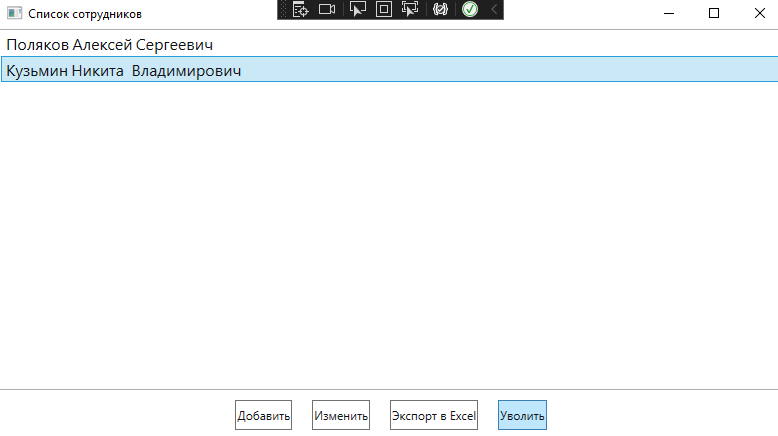 Список сотрудников
Поляков Алексей Сергеевич
Кузьмин Никита  Владимирович
Добавить Изменить Экспорт в Excel Уволить